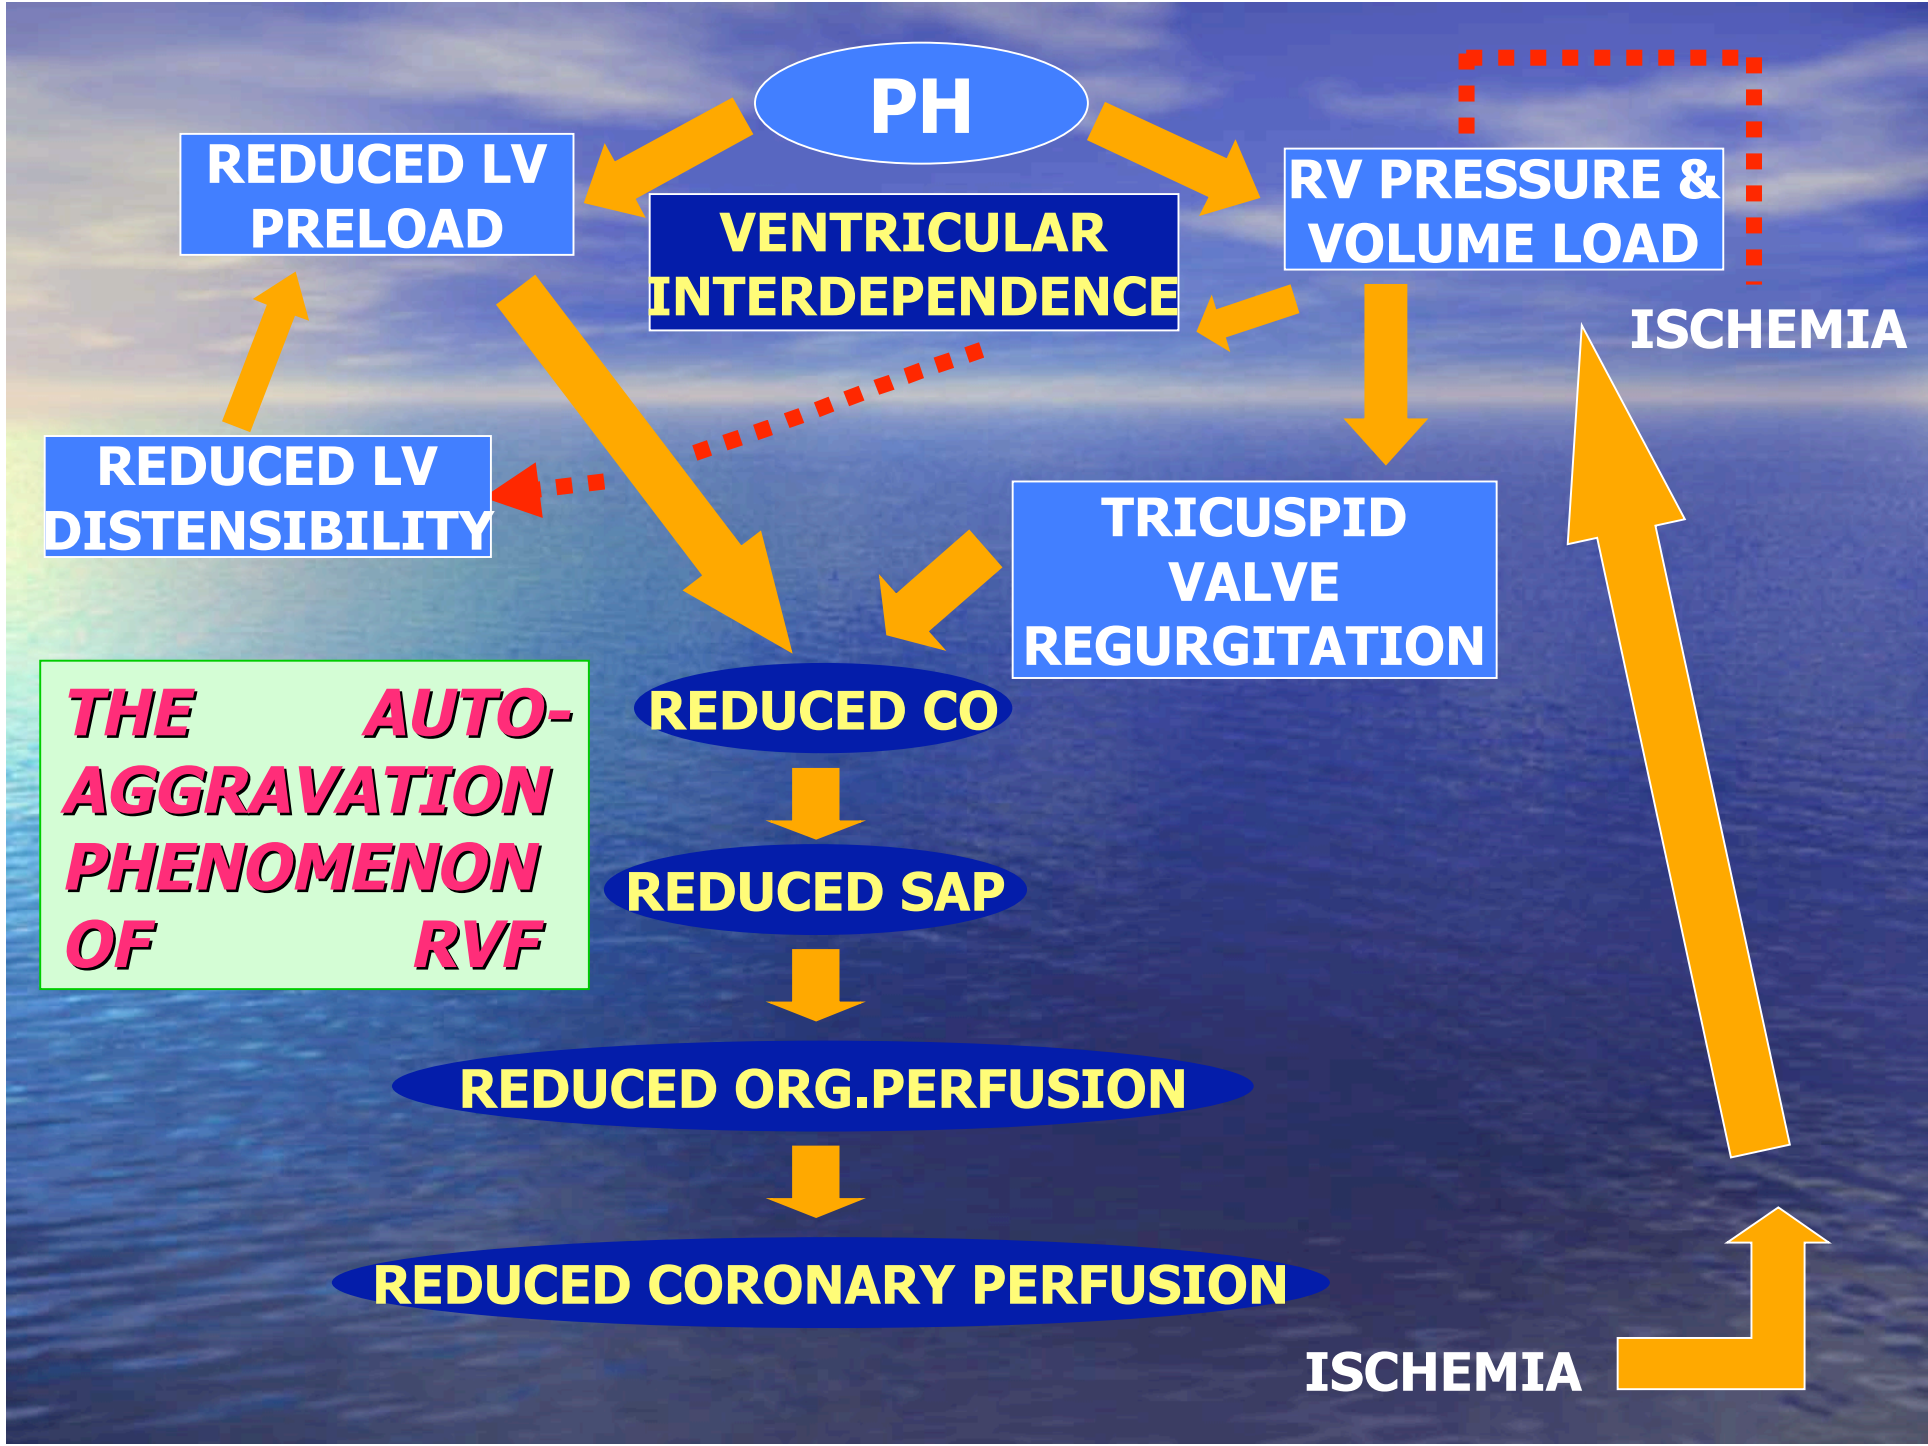 PH
REDUCED LV
PRELOAD
VENTRICULAR
INTERDEPENDENCE
RV PRESSURE &
VOLUME LOAD
ISCHEMIA
REDUCED LV
DISTENSIBILITY
TRICUSPID
VALVE
REGURGITATION
THE AUTO-
AGGRAVATION
PHENOMENON
OF RVF
REDUCED CO
REDUCED SAP
REDUCED ORG.PERFUSION
REDUCED CORONARY PERFUSION
ISCHEMIA